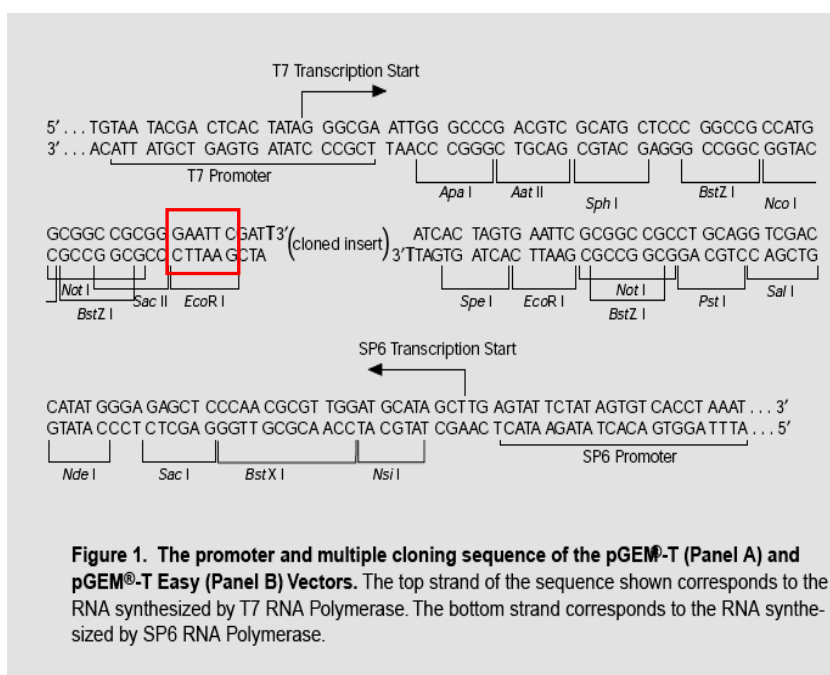 T7 Transcription Start
5′ . . . TGTAA TACGA CTCAC TATAG GGCGA ATTGG GCCCG ACGTC GCATG CTCCC GGCCG CCATG
3′ . . . ACATT ATGCT GAGTG ATATC CCGCT TAACC CGGGC TGCAG CGTAC GAGGG CCGGC GGTAC
T7 Promoter
Apa I
Aat II
Sph I
BstZ I
Nco I
GCGGCC GCGGG GAATT CGATT3′ (cloned insert) ATCAC TAGTG AATTC GCGGC CGCCT GCAGG TCGAC
CGCCG GCGCC CTTAA GCTA 3′TTAGTG ATCAC TTAAG CGCCG GCGGA CGTCC AGCTG
Not I
BstZ I
Sac II
EcoR I
Spe I
EcoR I
Not I
BstZ I
Pst I
Sal I
SP6 Transcription Start
CATAT GGGA GAGCT CCCAA CGCGT TGGAT GCATA GCTTG AGTAT TCTAT AGTGT CACCT AAAT . . . 3′
GTATA CCCT CTCGA GGGTT GCGCA ACCTA CGTAT CGAAC TCATA AGATA TCACA GTGGA TTTA . . . 5′
Nde I
Sac I
BstX I
Nsi I
SP6 Promoter
Figure 1. The promoter and multiple cloning sequence of the pGEM®-T (Panel A) and
pGEM®-T Easy (Panel B) Vectors. The top strand of the sequence shown corresponds to the
RNA synthesized by T7 RNA Polymerase. The bottom strand corresponds to the RNA synthe-
sized by SP6 RNA Polymerase.